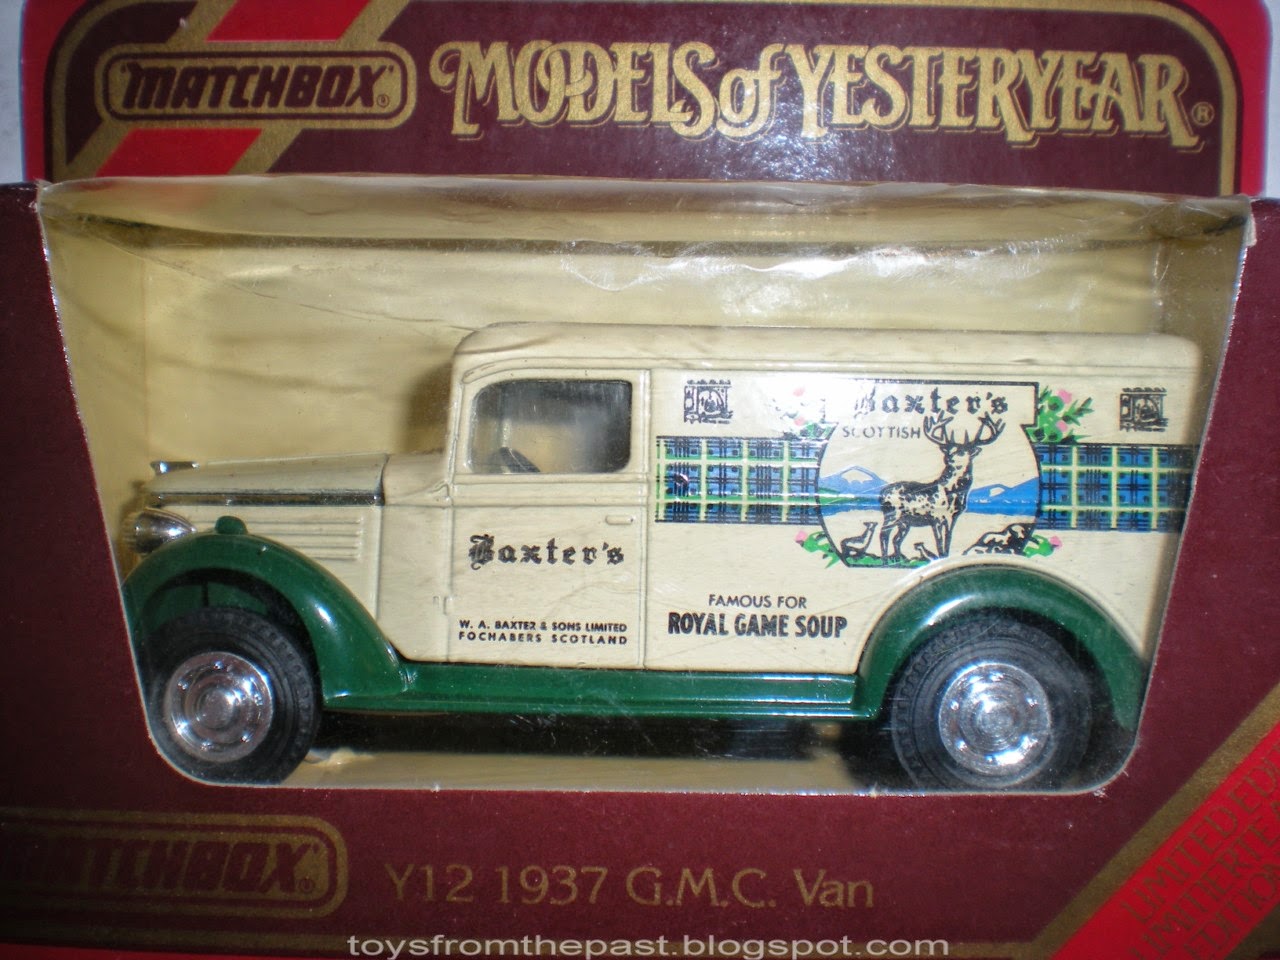 MATCHBOX®
MODELS of YESTERYEAR®
Baxter's
SCOTTISH
Baxter's
W. A. BAXTER & SONS LIMITED
FOCHABERS SCOTLAND
FAMOUS FOR
ROYAL GAME SOUP
MATCHBOX®
Y12 1937 G.M.C. Van
LIMITED
toysfromthepast.blogspot.com